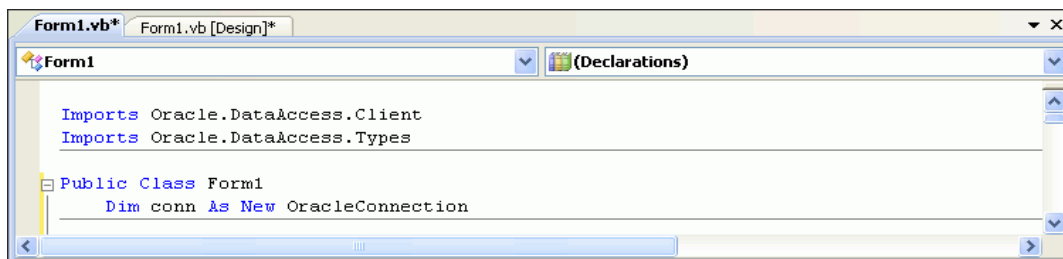 Form1.vb* Form1.vb [Design]*
Form1 (Declarations)
Imports Oracle.DataAccess.Client
Imports Oracle.DataAccess.Types
Public Class Form1
Dim conn As New OracleConnection